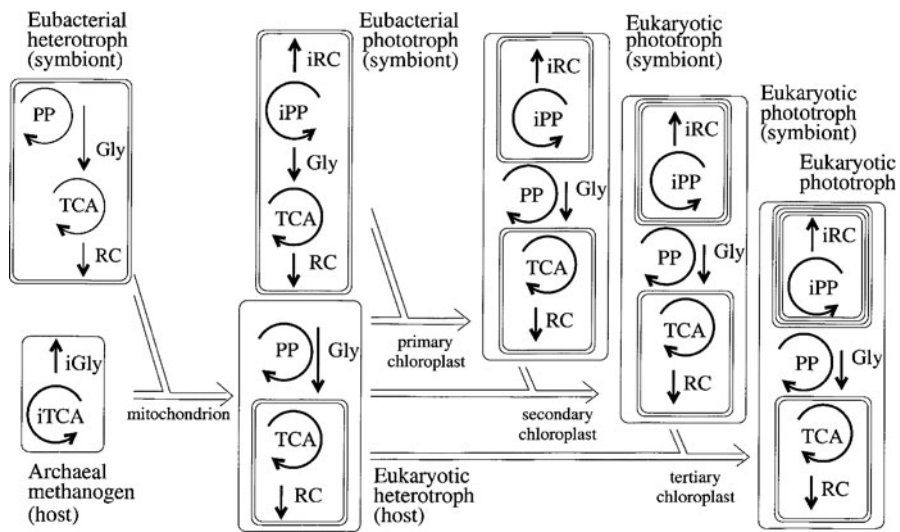 Eubacterial
heterotroph
(symbiont)
PP
Gly
TCA
RC
iGly
iTCA
Archaeal
methanogen
(host)
mitochondrion
Eubacterial
phototroph
(symbiont)
iRC
iPP
Gly
TCA
RC
PP
Gly
TCA
RC
Eukaryotic
heterotroph
(host)
primary
chloroplast
Eukaryotic
phototroph
(symbiont)
iRC
iPP
PP
Gly
TCA
RC
secondary
chloroplast
Eukaryotic
phototroph
(symbiont)
iRC
iPP
PP
Gly
TCA
RC
tertiary
chloroplast
Eukaryotic
phototroph
iRC
iPP
PP
Gly
TCA
RC